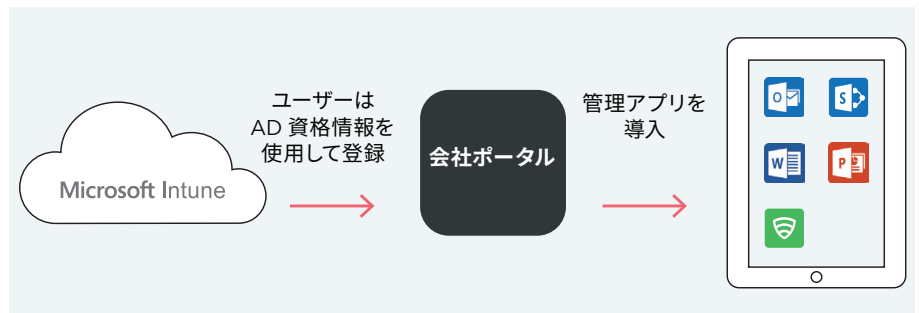 Microsoft Intune
ユーザーは
AD 資格情報を
使用して登録
会社ポータル
管理アプリを
導入
O
S
W
P